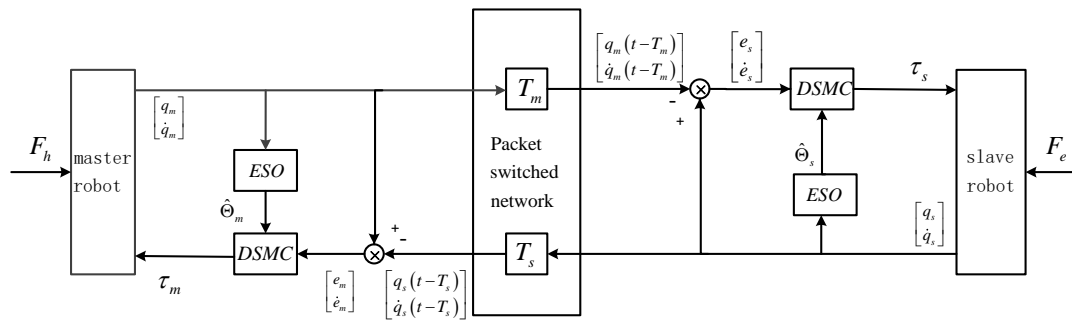 [q_m(t−T_m)
q̇_m(t−T_m)]
[e_s
ė_s]
τ_s
T_m
DSMC
−
+
[q_m
q̇_m]
F_h
master
robot
ESO
Θ̂_m
Packet
switched
network
Θ̂_s
ESO
slave
robot
F_e
[q_s
q̇_s]
+
−
DSMC
T_s
τ_m
[e_m
ė_m]
[q_s(t−T_s)
q̇_s(t−T_s)]